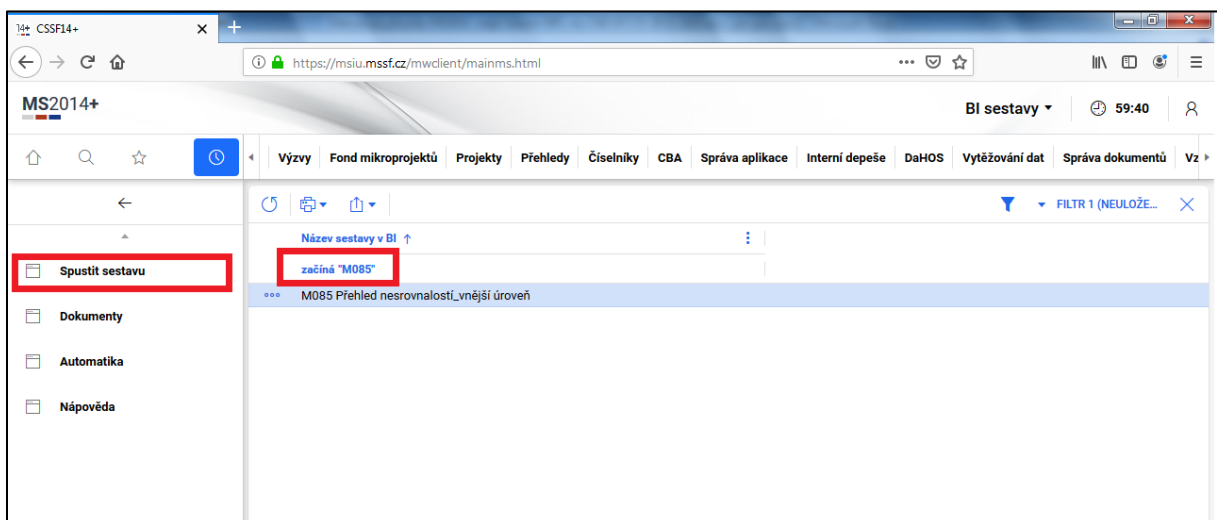 14+ CSSF14+
https://msiu.mssf.cz/mwclient/mainms.html
MS2014+
BI sestavy
59:40
Výzvy Fond mikroprojektů Projekty Přehledy Číselníky CBA Správa aplikace Interní depeše DaHOS Vytěžování dat Správa dokumentů Vz
FILTR 1 (NEULOŽE...
Název sestavy v BI
Spustit sestavu
začíná "M085"
M085 Přehled nesrovnalostí_vnější úroveň
Dokumenty
Automatika
Nápověda